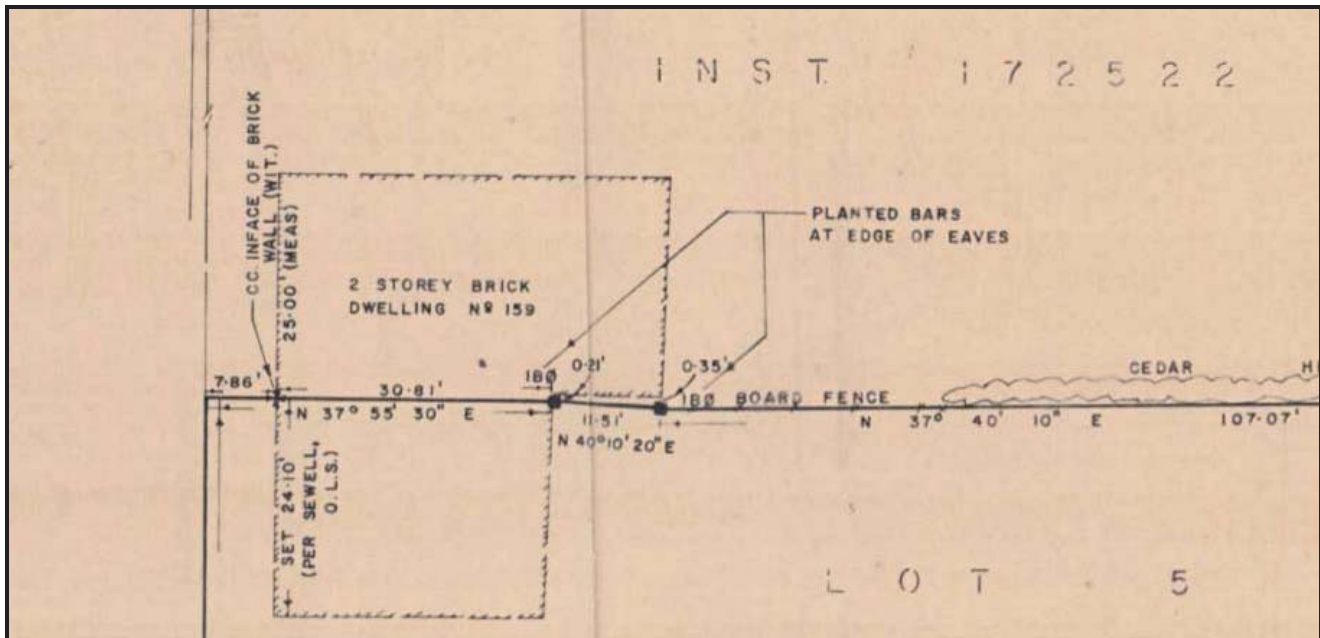 INST. 172522
C.C. INFACE OF BRICK
WALL (WIT.)
25·00' (MEAS)
PLANTED BARS
AT EDGE OF EAVES
2 STOREY BRICK
DWELLING Nº 159
7·86'
30·81'
N 37° 55' 30" E
IBØ
0·21'
0·35'
IBØ
BOARD FENCE
CEDAR
11·51'
N 40°10'20" E
N 37° 40' 10" E
107·07'
SET 24·10'
(PER SEWELL,
O.L.S.)
LOT 5